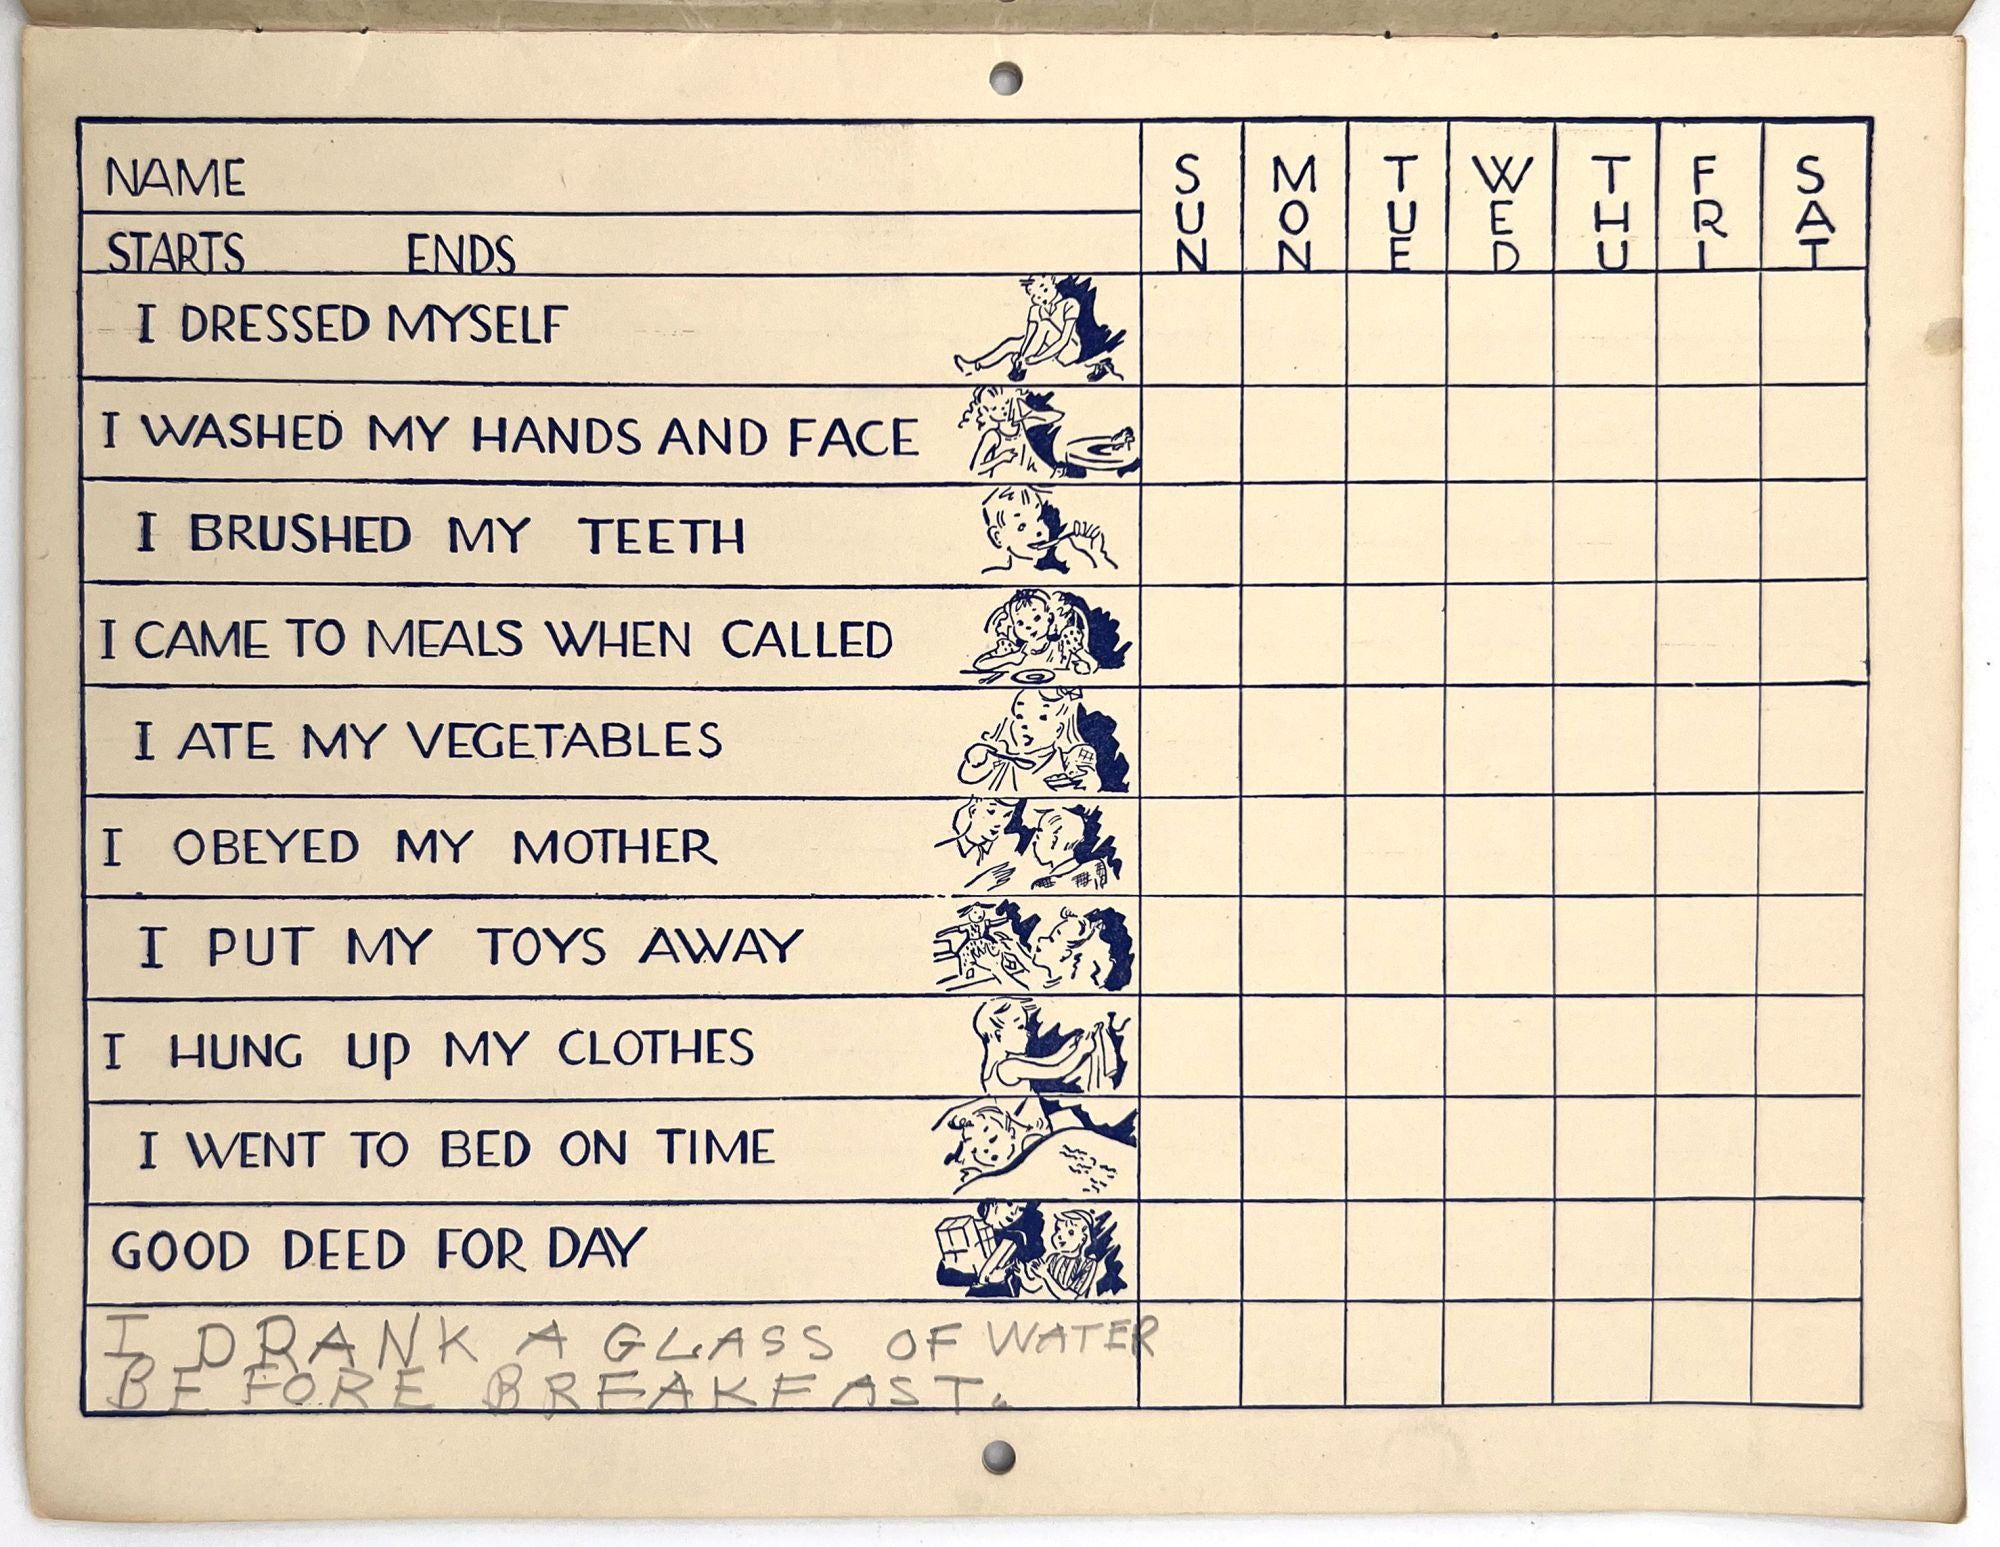 NAME
STARTS ENDS
SUN MON TUE WED THU FRI SAT
I DRESSED MYSELF
I WASHED MY HANDS AND FACE
I BRUSHED MY TEETH
I CAME TO MEALS WHEN CALLED
I ATE MY VEGETABLES
I OBEYED MY MOTHER
I PUT MY TOYS AWAY
I HUNG UP MY CLOTHES
I WENT TO BED ON TIME
GOOD DEED FOR DAY
I DRANK A GLASS OF WATER
BEFORE BREAKFAST.